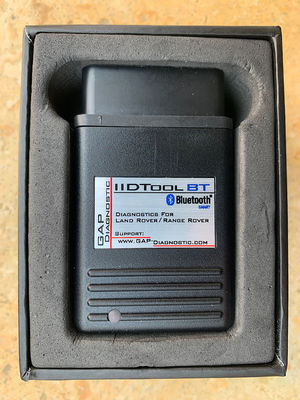 GAP
Diagnostic
IIDTool BT
Bluetooth®
SMART
Diagnostics For
Land Rover / Range Rover
Support:
www.GAP-Diagnostic.com